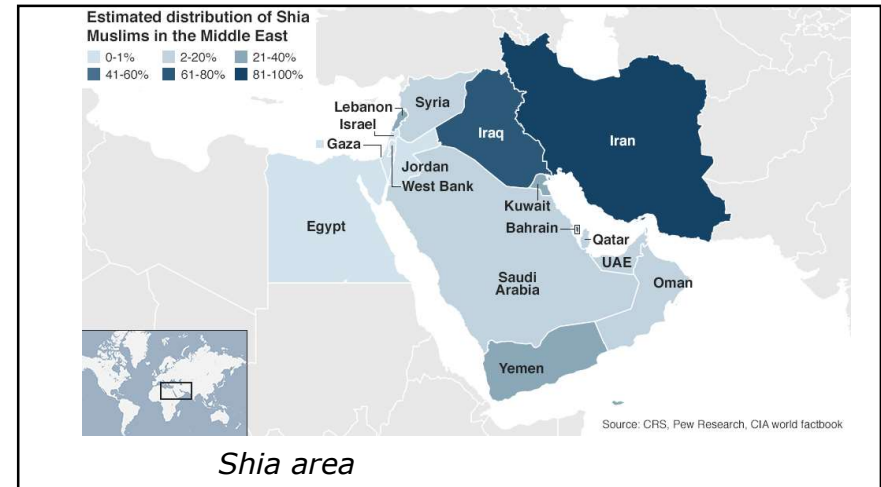 Estimated distribution of Shia
Muslims in the Middle East
0-1% 2-20% 21-40%
41-60% 61-80% 81-100%
Lebanon
Syria
Israel
Gaza
Iraq
Iran
Jordan
West Bank
Kuwait
Egypt
Bahrain
Qatar
UAE
Saudi
Arabia
Oman
Yemen
Source: CRS, Pew Research, CIA world factbook
Shia area